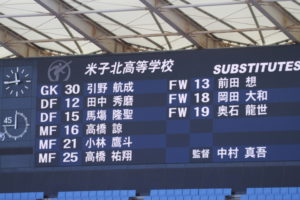 米子北高等学校
SUBSTITUTES
GK 30 引野 航成
DF 12 田中 秀磨
DF 15 馬塲 隆聖
MF 16 高橋 諒
MF 21 小林 鷹斗
MF 25 高橋 祐翔
FW 13 前田 想
FW 18 岡田 大和
FW 19 奥石 龍世
監督 中村 真吾
45